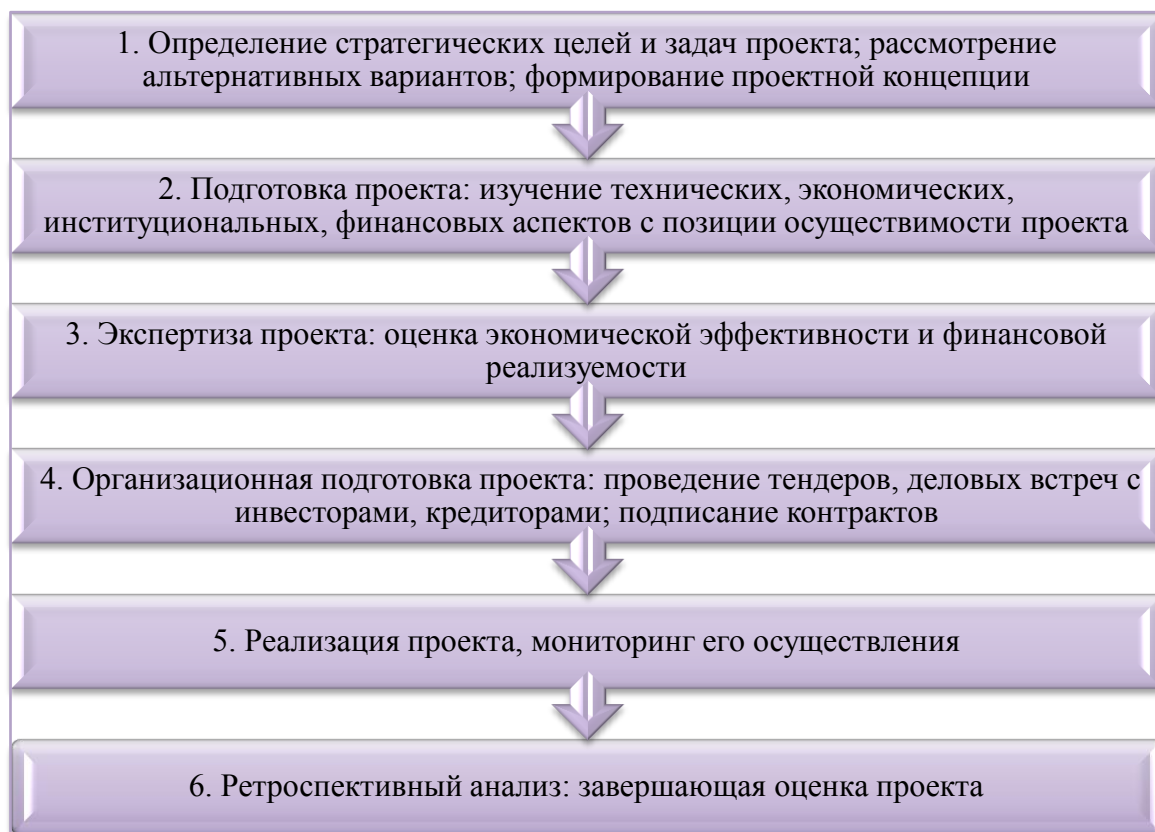 1. Определение стратегических целей и задач проекта; рассмотрение
альтернативных вариантов; формирование проектной концепции
2. Подготовка проекта: изучение технических, экономических,
институциональных, финансовых аспектов с позиции осуществимости проекта
3. Экспертиза проекта: оценка экономической эффективности и финансовой
реализуемости
4. Организационная подготовка проекта: проведение тендеров, деловых встреч с
инвесторами, кредиторами; подписание контрактов
5. Реализация проекта, мониторинг его осуществления
6. Ретроспективный анализ: завершающая оценка проекта